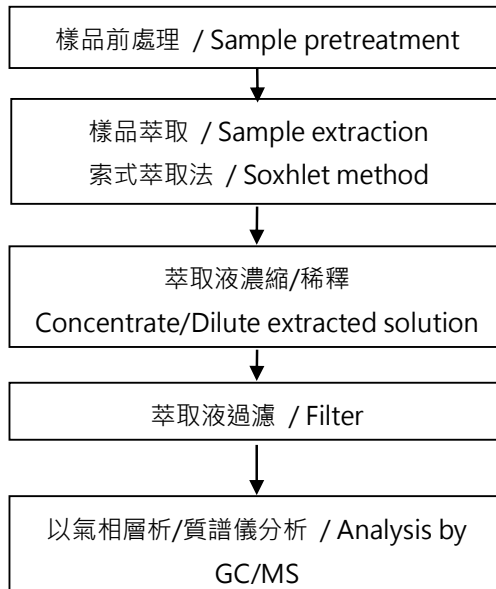 樣品前處理 / Sample pretreatment
樣品萃取 / Sample extraction
索式萃取法 / Soxhlet method
萃取液濃縮/稀釋
Concentrate/Dilute extracted solution
萃取液過濾 / Filter
以氣相層析/質譜儀分析 / Analysis by
GC/MS